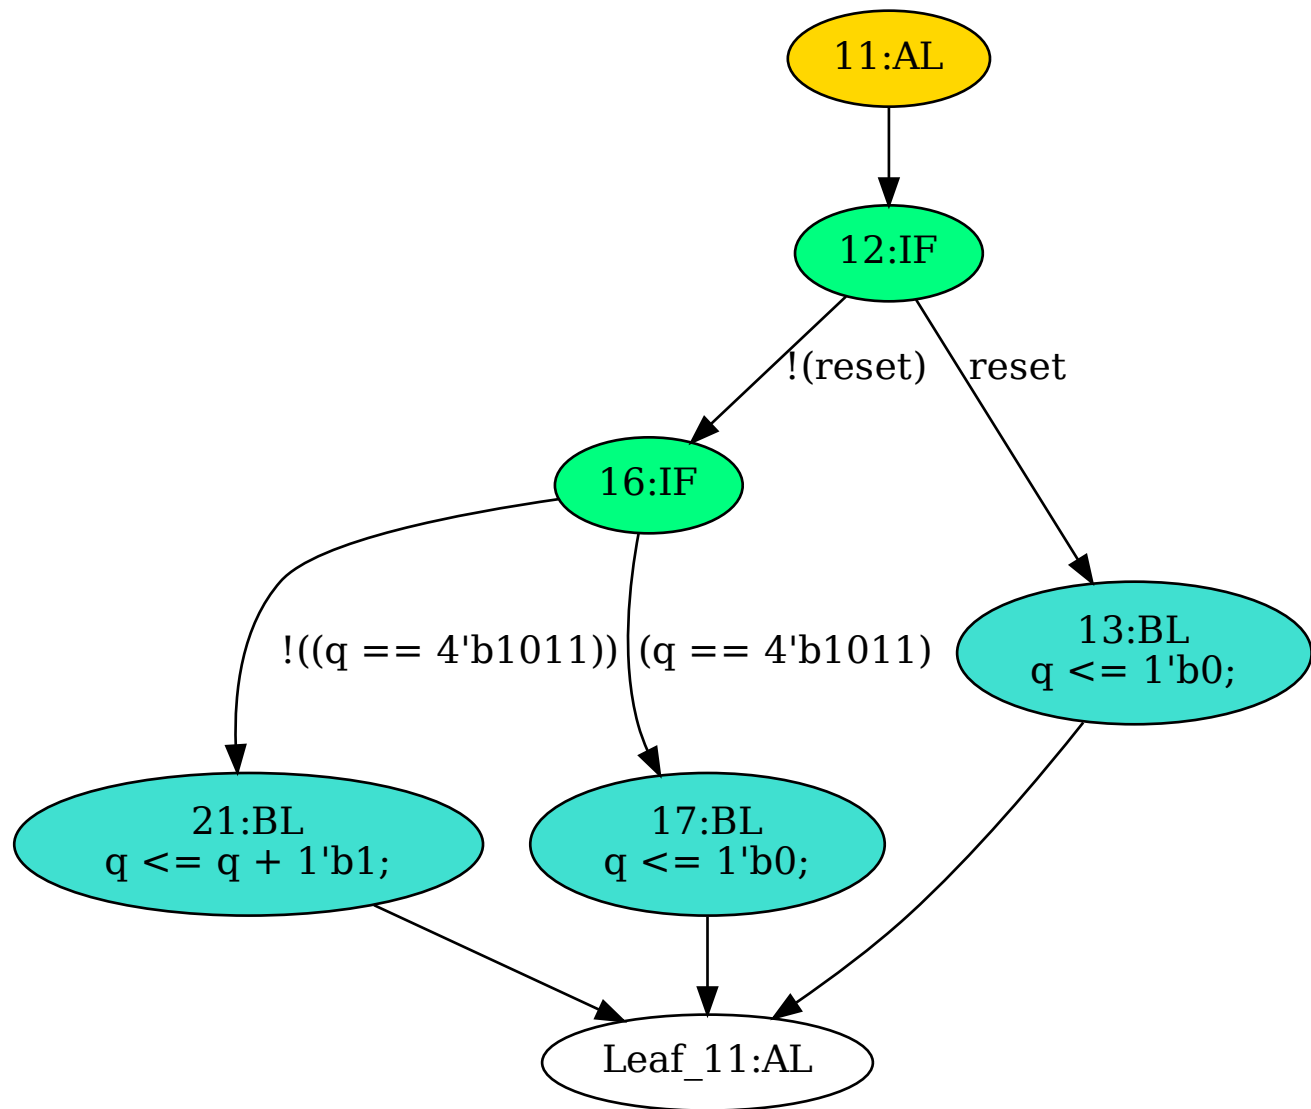 11:AL
12:IF
!(reset)
reset
16:IF
!((q == 4'b1011))
(q == 4'b1011)
13:BL
q <= 1'b0;
21:BL
q <= q + 1'b1;
17:BL
q <= 1'b0;
Leaf_11:AL